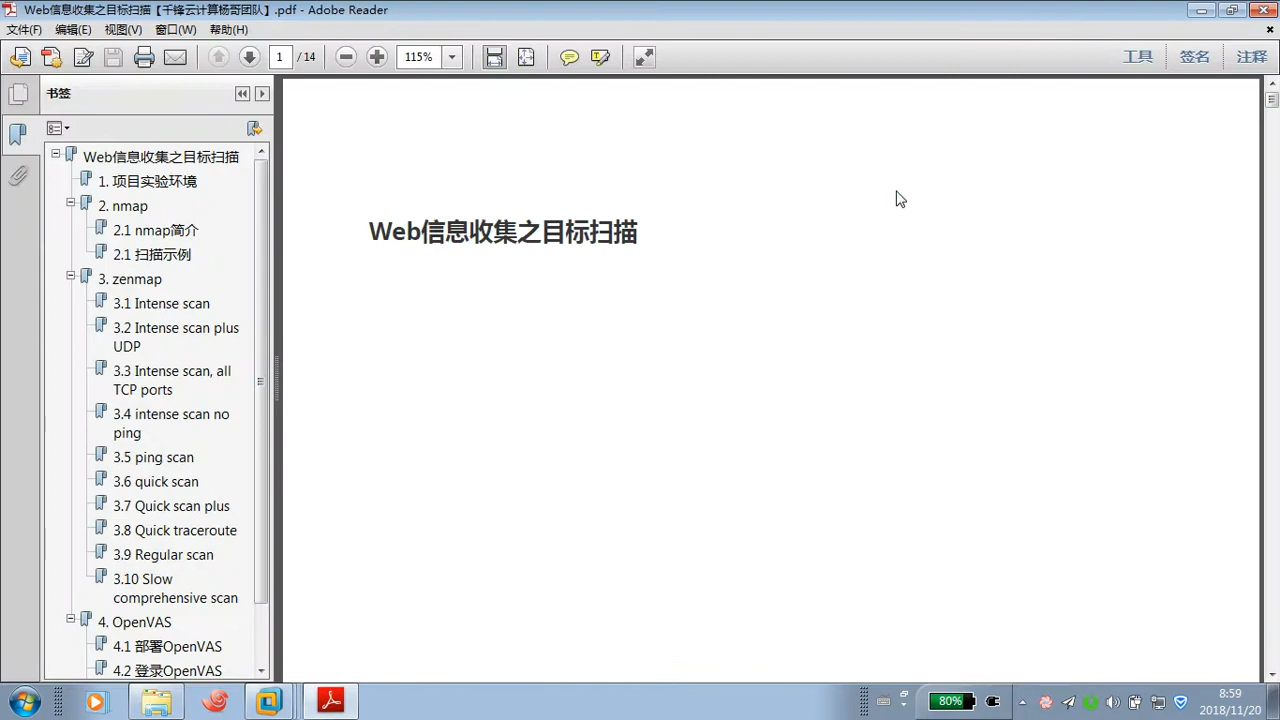 Web信息收集之目标扫描【千锋云计算杨哥团队】.pdf - Adobe Reader
文件(F) 编辑(E) 视图(V) 窗口(W) 帮助(H)
1 / 14 115% 工具 签名 注释
书签
Web信息收集之目标扫描
1. 项目实验环境
2. nmap
2.1 nmap简介
2.1 扫描示例
3. zenmap
3.1 Intense scan
3.2 Intense scan plus
UDP
3.3 Intense scan, all
TCP ports
3.4 intense scan no
ping
3.5 ping scan
3.6 quick scan
3.7 Quick scan plus
3.8 Quick traceroute
3.9 Regular scan
3.10 Slow
comprehensive scan
4. OpenVAS
4.1 部署OpenVAS
4.2 登录OpenVAS
Web信息收集之目标扫描
80%
8:59
2018/11/20